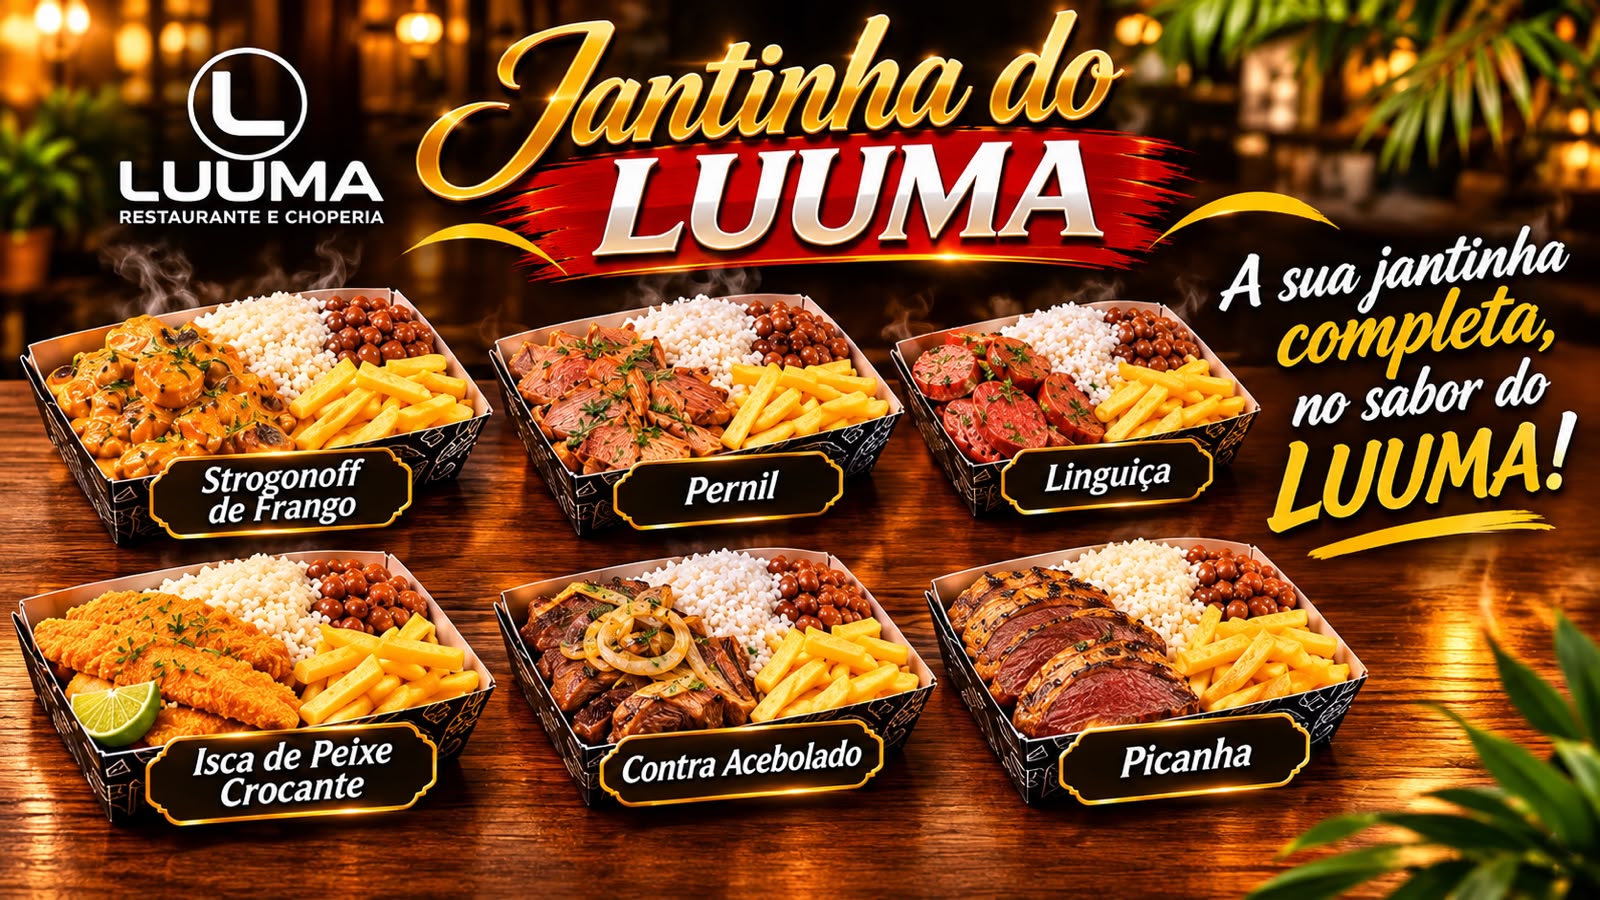 L
LUUMA
RESTAURANTE E CHOPERIA
Jantinha do
LUUMA
A sua jantinha
completa,
no sabor do
LUUMA!
Strogonoff
de Frango
Pernil
Linguiça
Isca de Peixe
Crocante
Contra Acebolado
Picanha